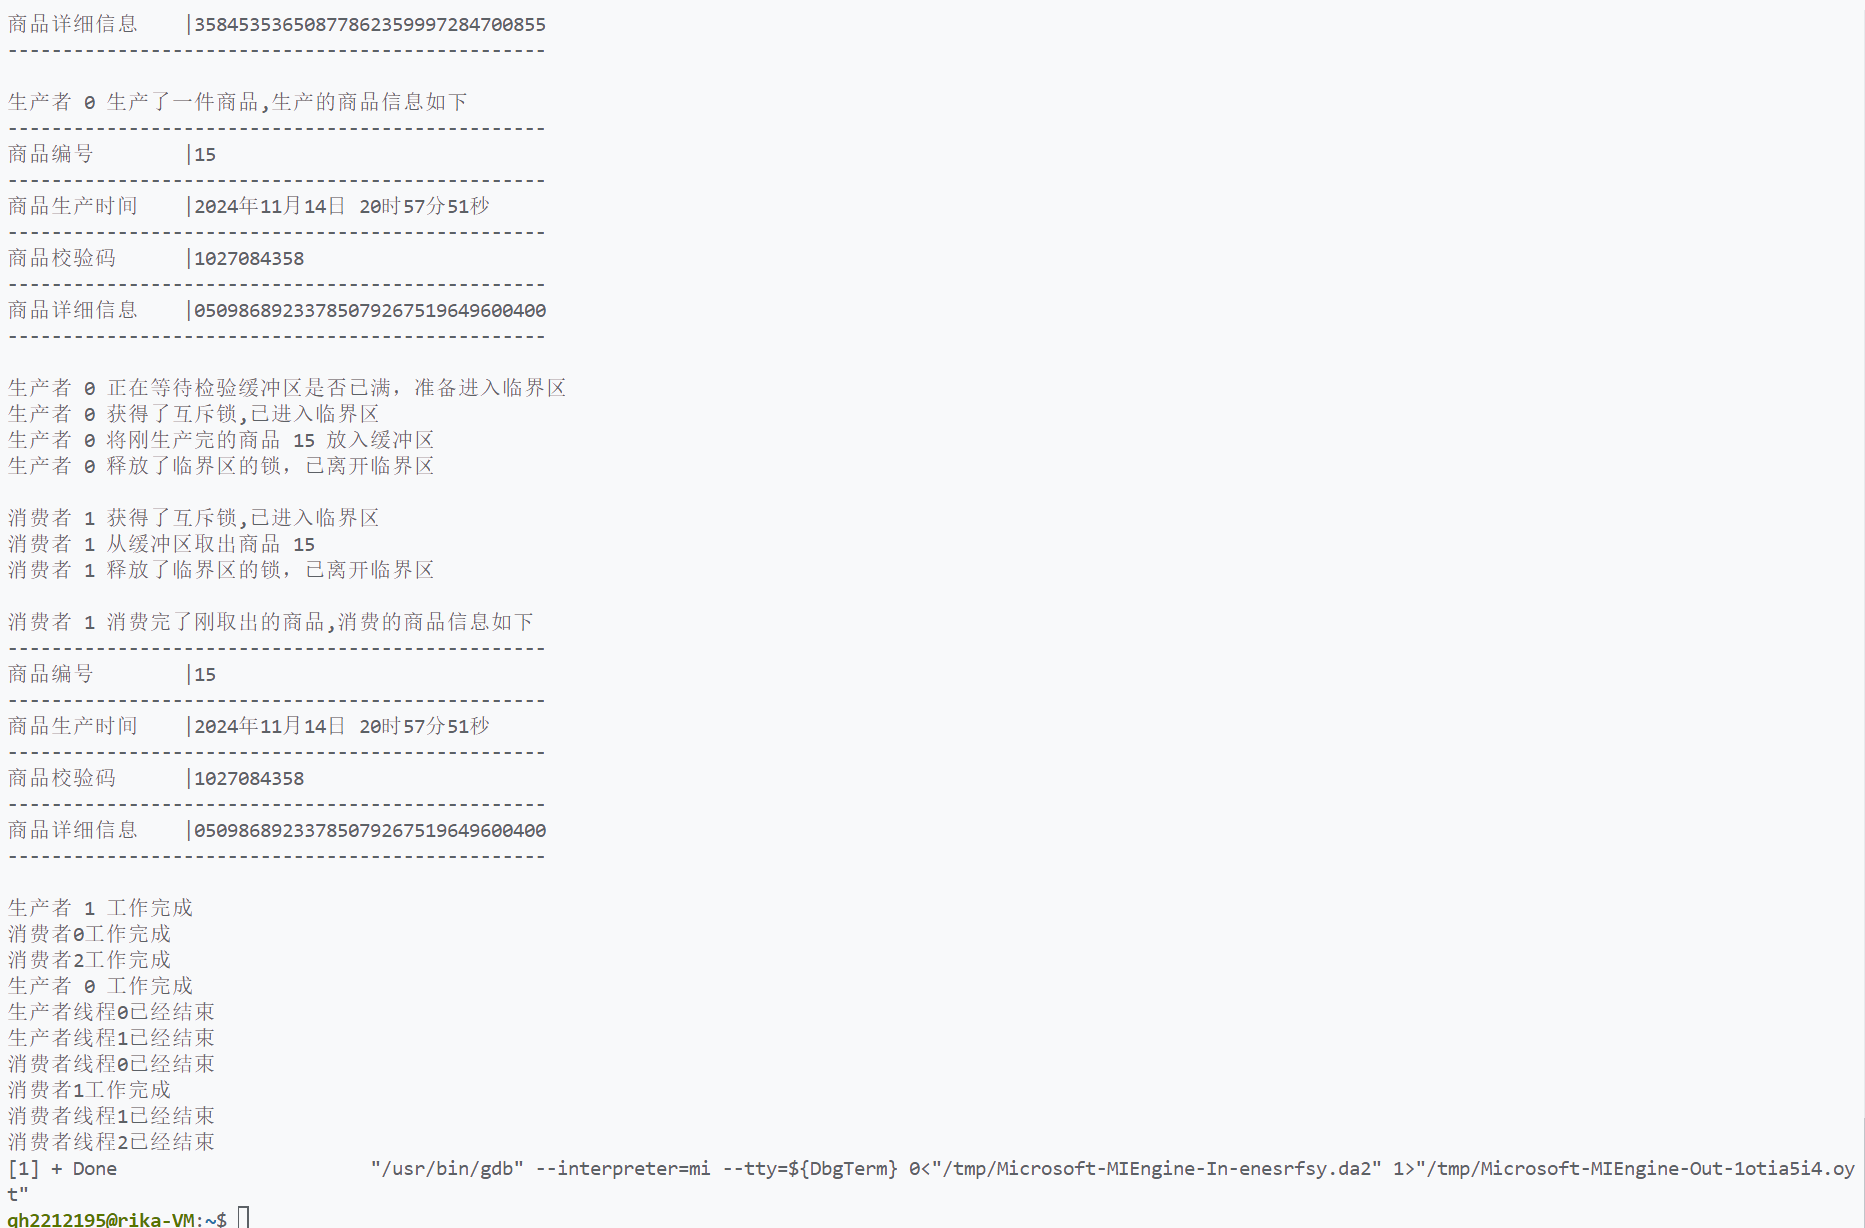 商品详细信息    |35845353650877862359997284700855
-------------------------------------------------
生产者 0 生产了一件商品,生产的商品信息如下
-------------------------------------------------
商品编号        |15
-------------------------------------------------
商品生产时间    |2024年11月14日 20时57分51秒
-------------------------------------------------
商品校验码      |1027084358
-------------------------------------------------
商品详细信息    |05098689233785079267519649600400
-------------------------------------------------
生产者 0 正在等待检验缓冲区是否已满，准备进入临界区
生产者 0 获得了互斥锁,已进入临界区
生产者 0 将刚生产完的商品 15 放入缓冲区
生产者 0 释放了临界区的锁，已离开临界区
消费者 1 获得了互斥锁,已进入临界区
消费者 1 从缓冲区取出商品 15
消费者 1 释放了临界区的锁，已离开临界区
消费者 1 消费完了刚取出的商品,消费的商品信息如下
-------------------------------------------------
商品编号        |15
-------------------------------------------------
商品生产时间    |2024年11月14日 20时57分51秒
-------------------------------------------------
商品校验码      |1027084358
-------------------------------------------------
商品详细信息    |05098689233785079267519649600400
-------------------------------------------------
生产者 1 工作完成
消费者0工作完成
消费者2工作完成
生产者 0 工作完成
生产者线程0已经结束
生产者线程1已经结束
消费者线程0已经结束
消费者1工作完成
消费者线程1已经结束
消费者线程2已经结束
[1] + Done                       "/usr/bin/gdb" --interpreter=mi --tty=${DbgTerm} 0<"/tmp/Microsoft-MIEngine-In-enesrfsy.da2" 1>"/tmp/Microsoft-MIEngine-Out-1otia5i4.oy
t"
qh2212195@rika-VM:~$